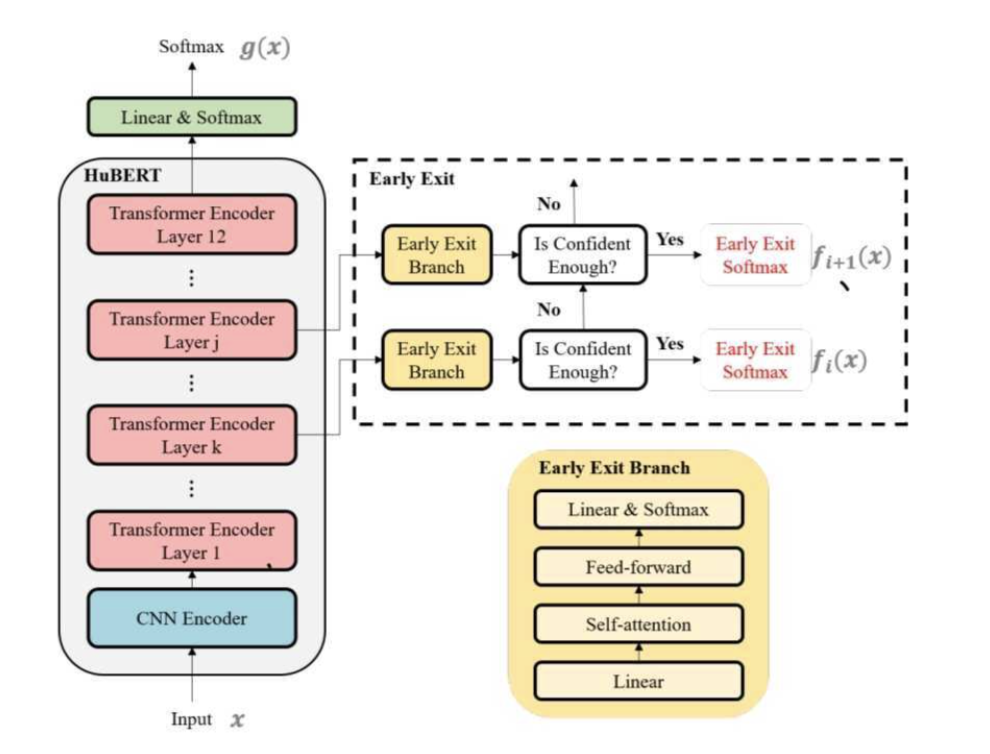 Softmax g(x)
Linear & Softmax
HuBERT
Transformer Encoder
Layer 12
⋮
Transformer Encoder
Layer j
⋮
Transformer Encoder
Layer k
⋮
Transformer Encoder
Layer 1
CNN Encoder
Input x
Early Exit
No
Early Exit
Branch
Is Confident
Enough?
Yes
Early Exit
Softmax
f_{i+1}(x)
No
Early Exit
Branch
Is Confident
Enough?
Yes
Early Exit
Softmax
f_i(x)
Early Exit Branch
Linear & Softmax
Feed-forward
Self-attention
Linear